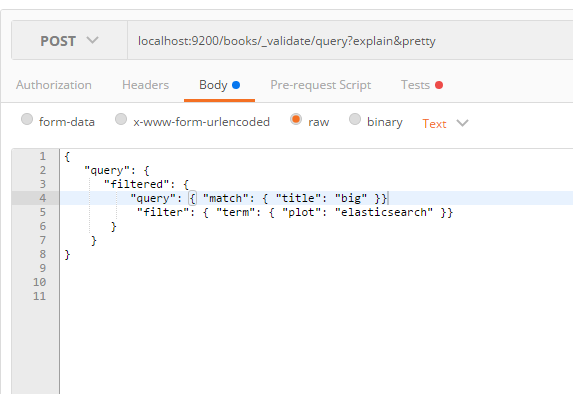 POST localhost:9200/books/_validate/query?explain&pretty
Authorization Headers Body Pre-request Script Tests
form-data x-www-form-urlencoded raw binary Text
1 {
2 "query": {
3 "filtered": {
4 "query": { "match": { "title": "big" }}
5 "filter": { "term": { "plot": "elasticsearch" }}
6 }
7 }
8 }
9
10
11